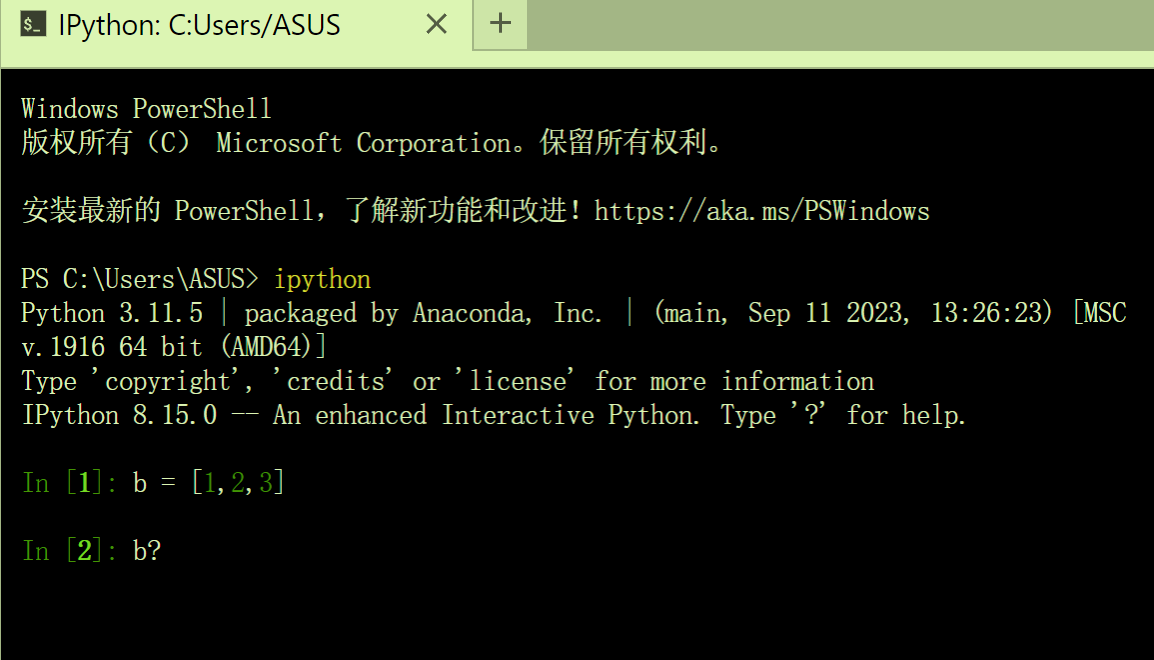 IPython: C:Users/ASUS
Windows PowerShell
版权所有（C） Microsoft Corporation。保留所有权利。
安装最新的 PowerShell，了解新功能和改进！https://aka.ms/PSWindows
PS C:\Users\ASUS> ipython
Python 3.11.5 | packaged by Anaconda, Inc. | (main, Sep 11 2023, 13:26:23) [MSC
v.1916 64 bit (AMD64)]
Type 'copyright', 'credits' or 'license' for more information
IPython 8.15.0 -- An enhanced Interactive Python. Type '?' for help.
In [1]: b = [1,2,3]
In [2]: b?